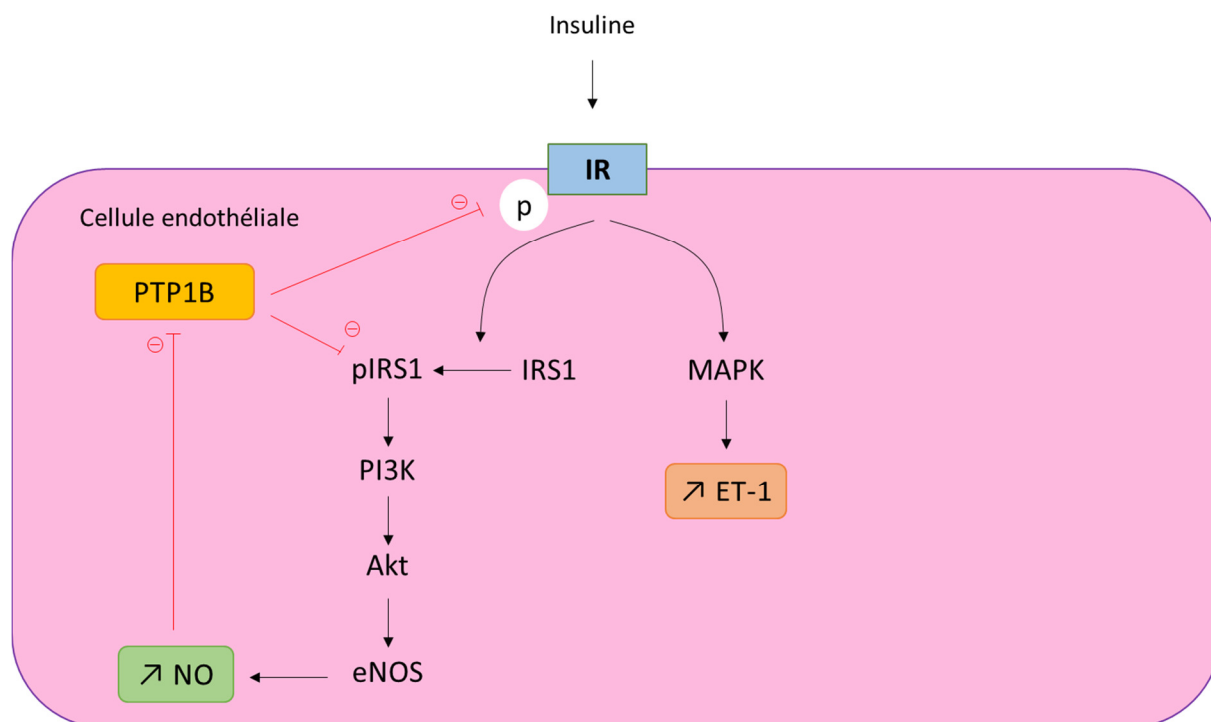 Insuline
IR
p
Cellule endothéliale
⊖
PTP1B
⊖
⊖
pIRS1
IRS1
MAPK
PI3K
↗ ET-1
Akt
↗ NO
eNOS